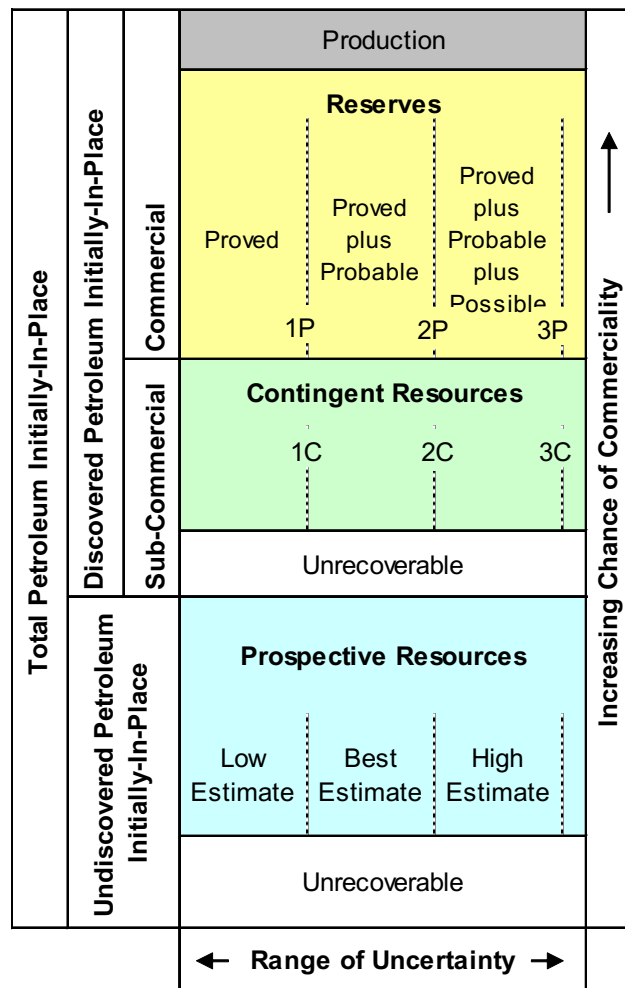 Total Petroleum Initially-In-Place
Discovered Petroleum Initially-In-Place
Commercial
Production
Reserves
Proved
Proved
plus
Probable
Proved
plus
Probable
plus
Possible
1P
2P
3P
Sub-Commercial
Contingent Resources
1C
2C
3C
Unrecoverable
Undiscovered Petroleum
Initially-In-Place
Prospective Resources
Low
Estimate
Best
Estimate
High
Estimate
Unrecoverable
Increasing Chance of Commerciality
Range of Uncertainty